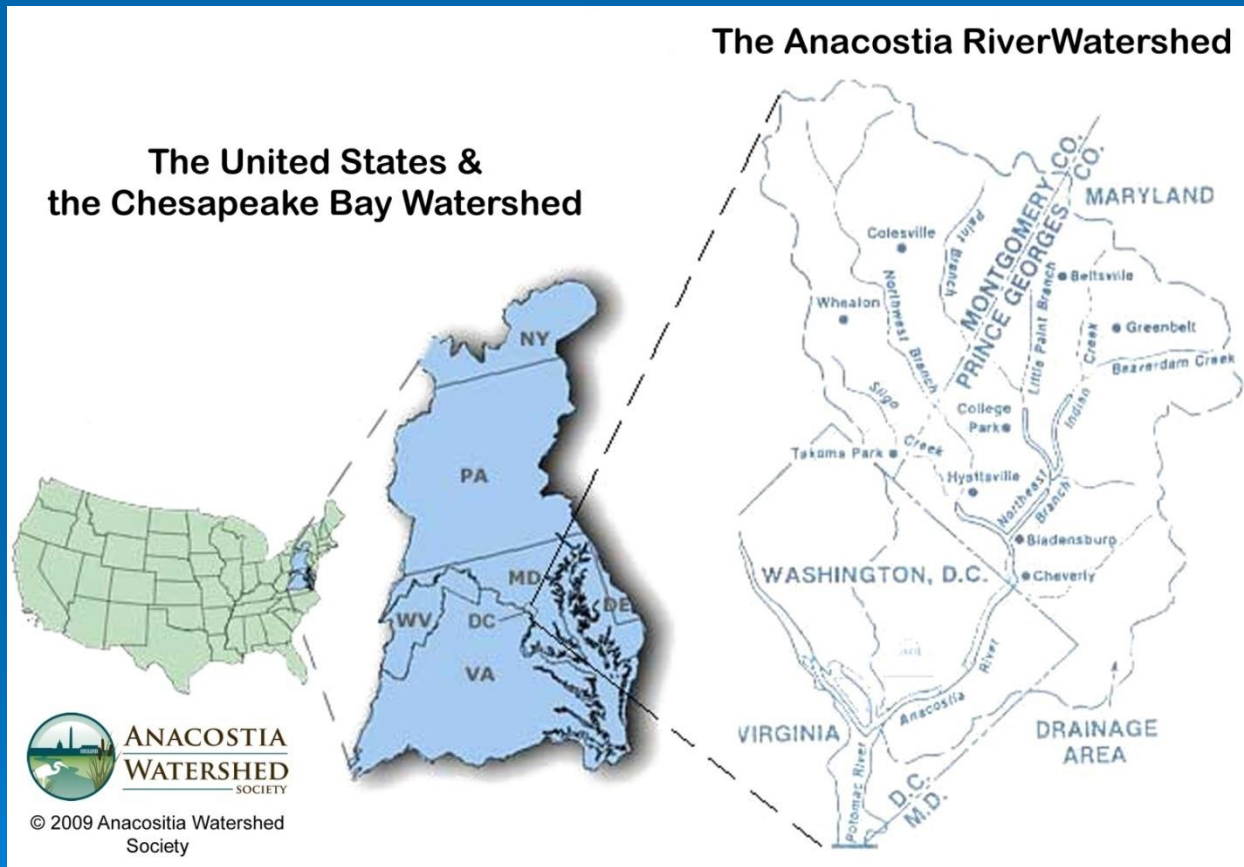 The Anacostia RiverWatershed
The United States &
the Chesapeake Bay Watershed
NY
PA
MD
DE
WV
DC
VA
ANACOSTIA
WATERSHED
SOCIETY
© 2009 Anacositia Watershed
Society
MONTGOMERY CO.
PRINCE GEORGES CO.
MARYLAND
Colesville
Paint Branch
Beltsville
Wheaton
Northwest Branch
Little Paint Branch
Greenbelt
Indian Creek
Beaverdam Creek
Sligo Creek
College
Park
Takoma Park
Hyattsville
Northeast
Branch
Bladensburg
WASHINGTON, D.C.
Cheverly
Anacostia River
VIRGINIA
DRAINAGE
AREA
Potomac River
D.C.
M.D.